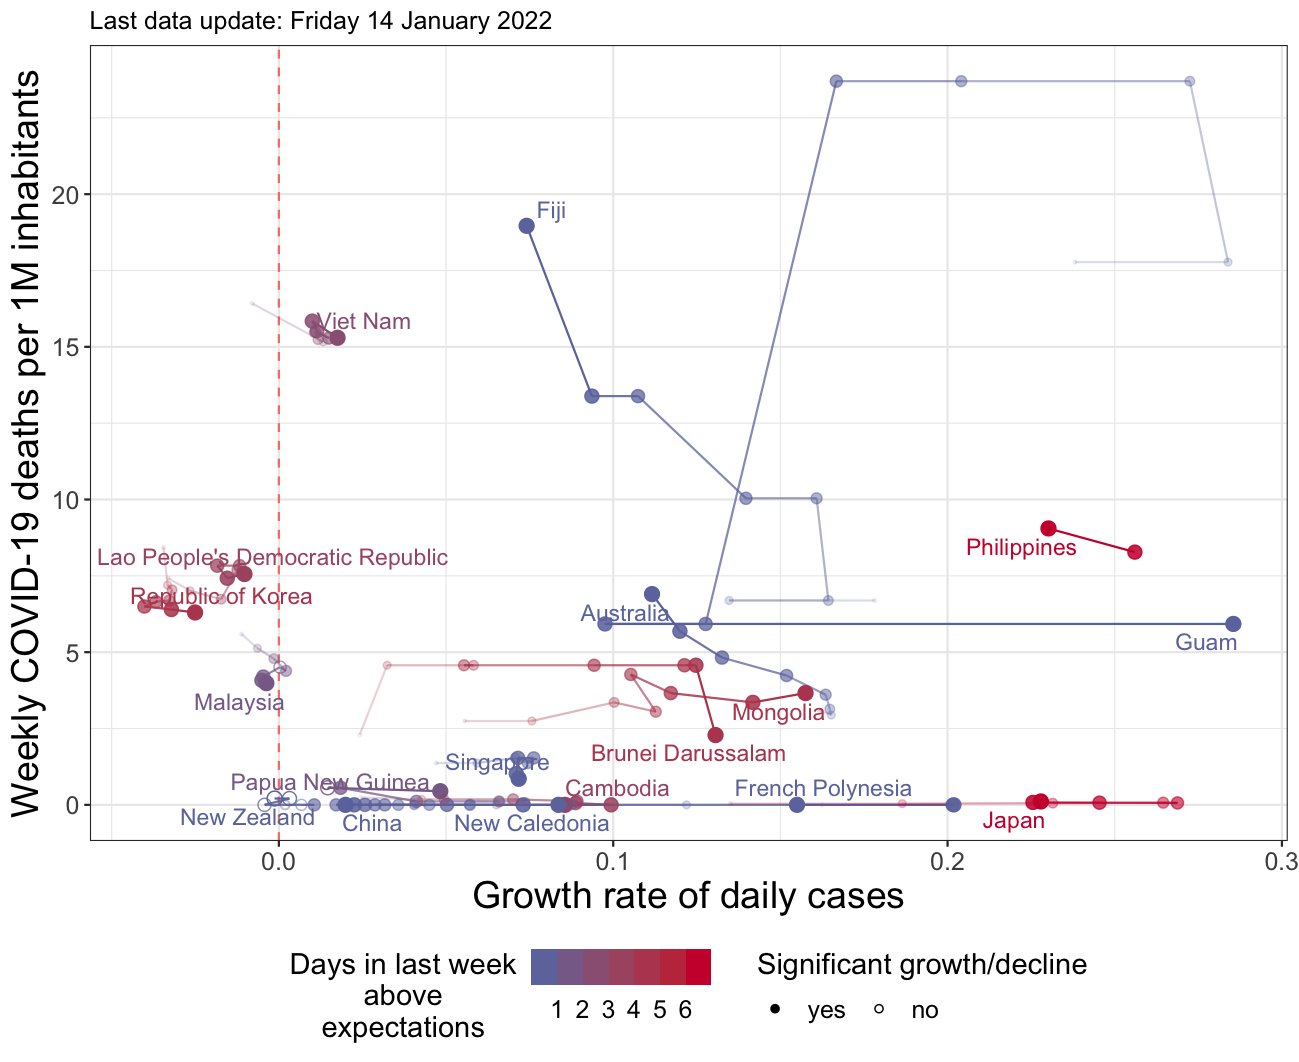 Last data update: Friday 14 January 2022
Weekly COVID-19 deaths per 1M inhabitants
20
15
10
5
0
Fiji
Viet Nam
Lao People's Democratic Republic
Republic of Korea
Philippines
Australia
Guam
Malaysia
Mongolia
Brunei Darussalam
Singapore
Papua New Guinea
Cambodia
French Polynesia
New Zealand
China
New Caledonia
Japan
0.0
0.1
0.2
0.3
Growth rate of daily cases
Days in last week
above
expectations
1 2 3 4 5 6
Significant growth/decline
yes
no